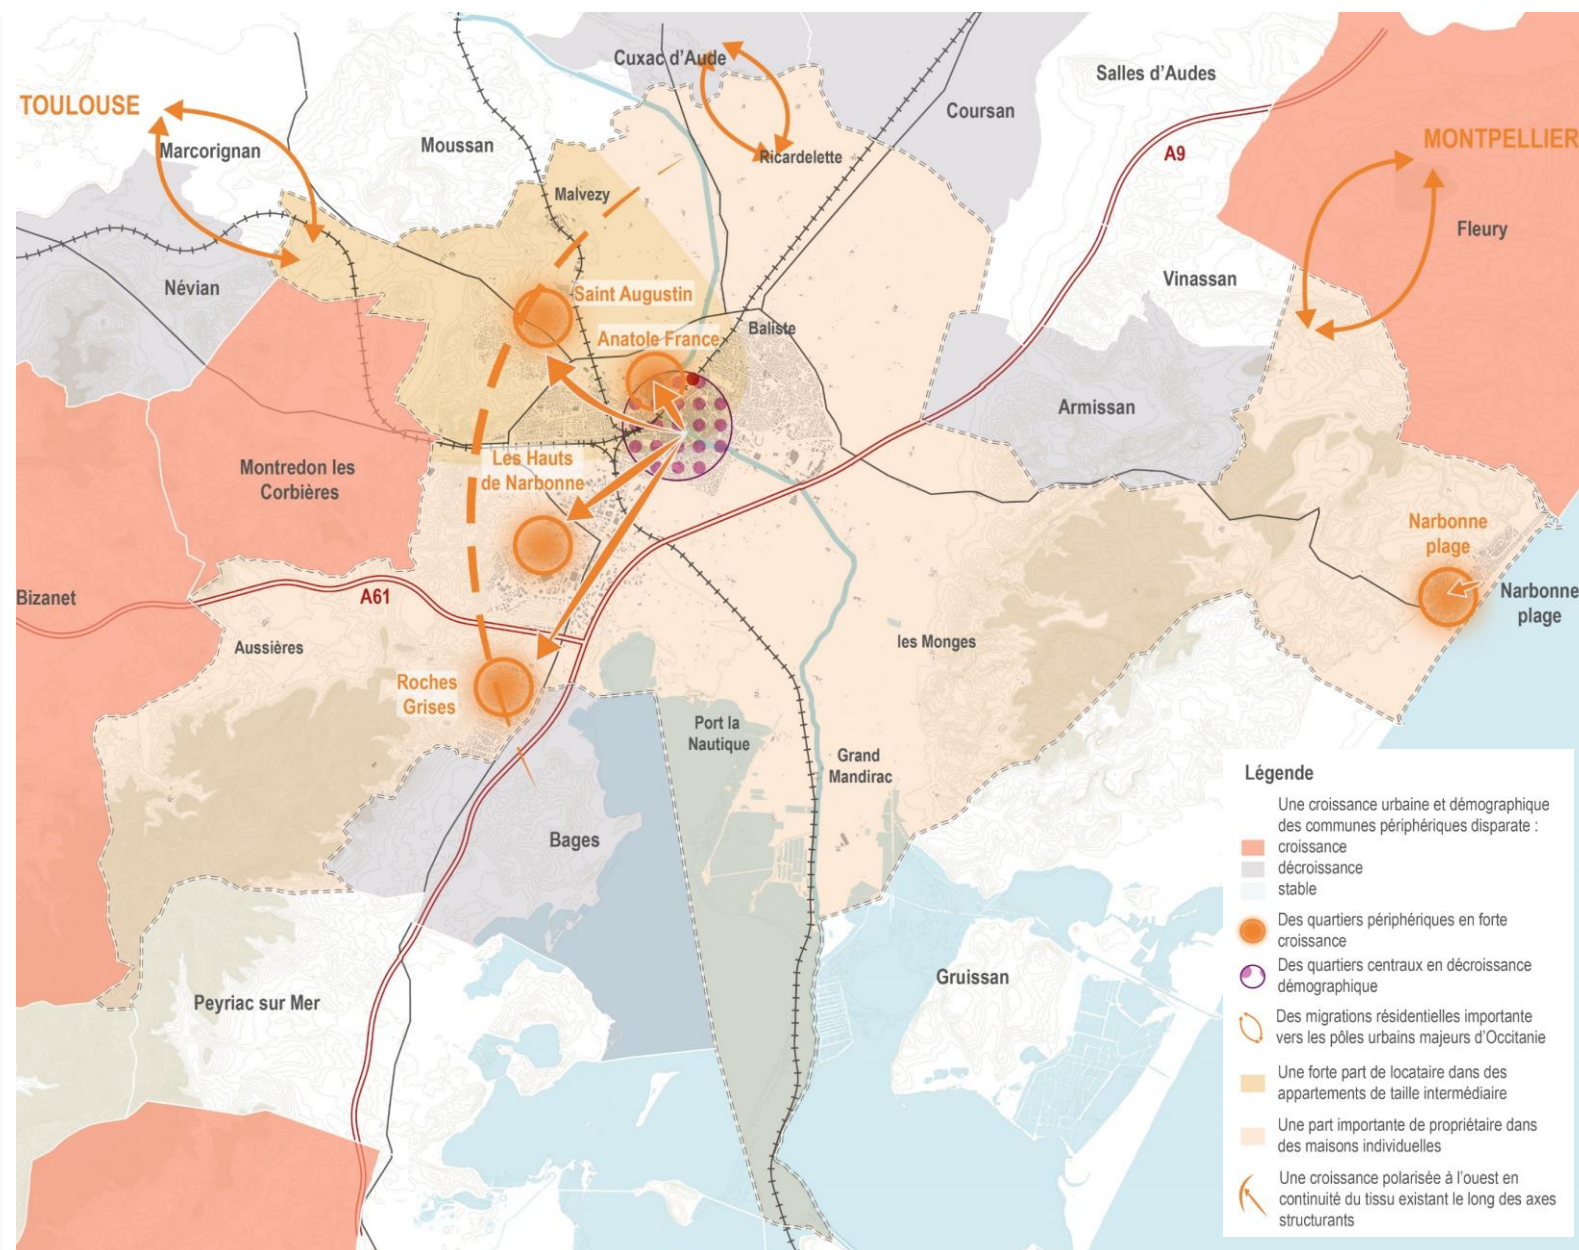 Cuxac d'Aude
Salles d'Audes
TOULOUSE
Coursan
MONTPELLIER
Moussan
Marcorignan
Ricardelette
A9
Malvezy
Fleury
Névian
Vinassan
Saint Augustin
Baliste
Anatole France
Armissan
Les Hauts
de Narbonne
Montredon les
Corbières
Narbonne
plage
Bizanet
A61
Narbonne
plage
Aussières
les Monges
Roches
Grises
Port la
Nautique
Grand
Mandirac
Bages
Peyriac sur Mer
Gruissan
Légende
Une croissance urbaine et démographique
des communes périphériques disparate :
croissance
décroissance
stable
Des quartiers périphériques en forte
croissance
Des quartiers centraux en décroissance
démographique
Des migrations résidentielles importante
vers les pôles urbains majeurs d'Occitanie
Une forte part de locataire dans des
appartements de taille intermédiaire
Une part importante de propriétaire dans
des maisons individuelles
Une croissance polarisée à l'ouest en
continuité du tissu existant le long des axes
structurants